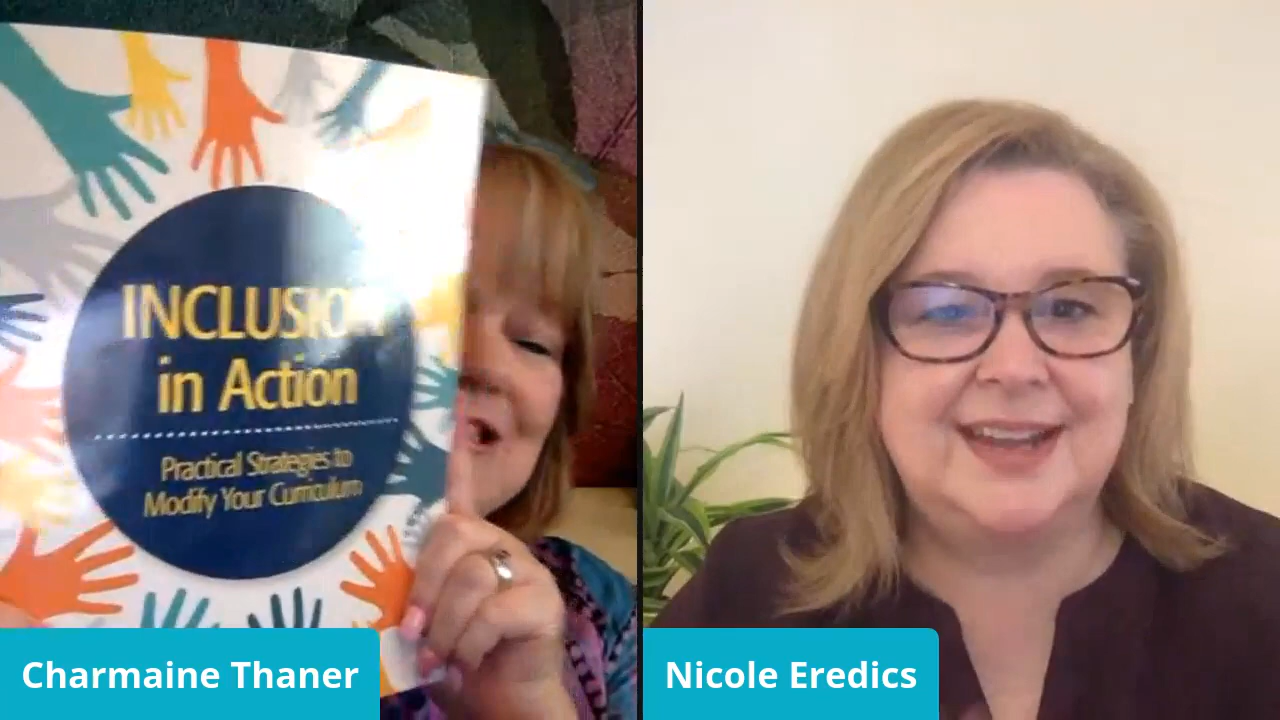 INCLUSION
in Action
Practical Strategies to
Modify Your Curriculum
Charmaine Thaner
Nicole Eredics